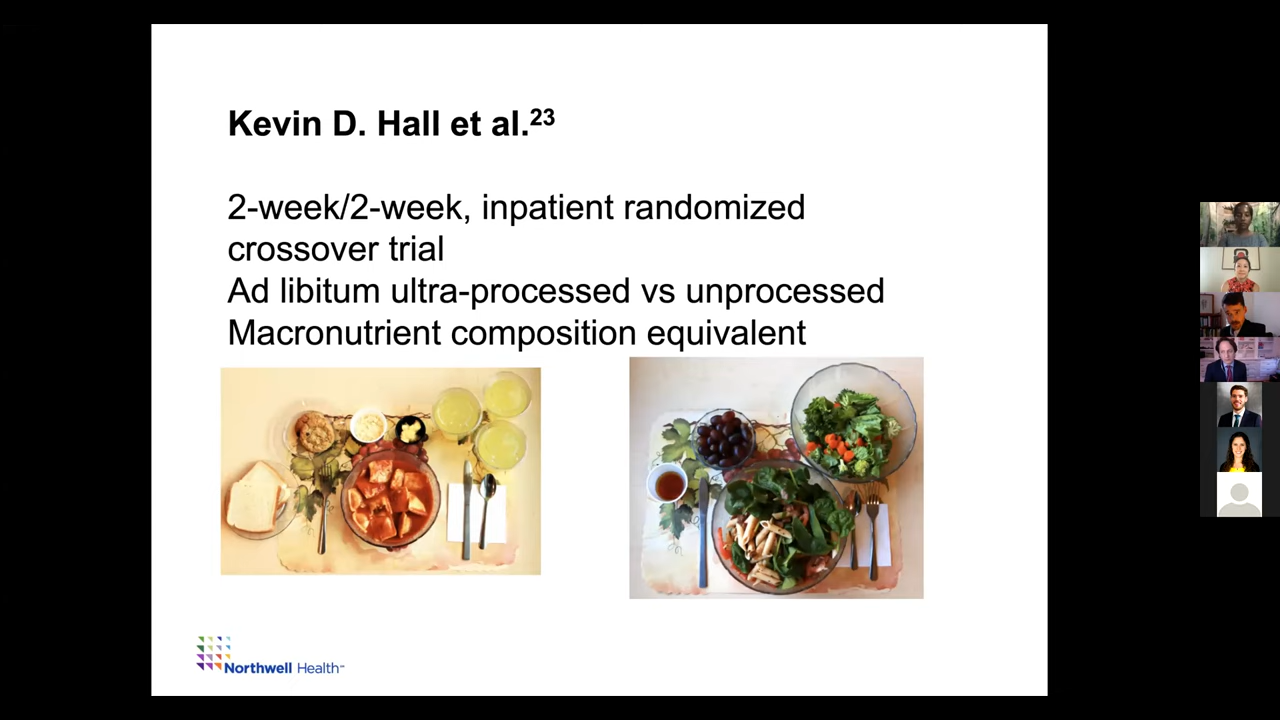 Kevin D. Hall et al.23
2-week/2-week, inpatient randomized
crossover trial
Ad libitum ultra-processed vs unprocessed
Macronutrient composition equivalent
Northwell Health℠